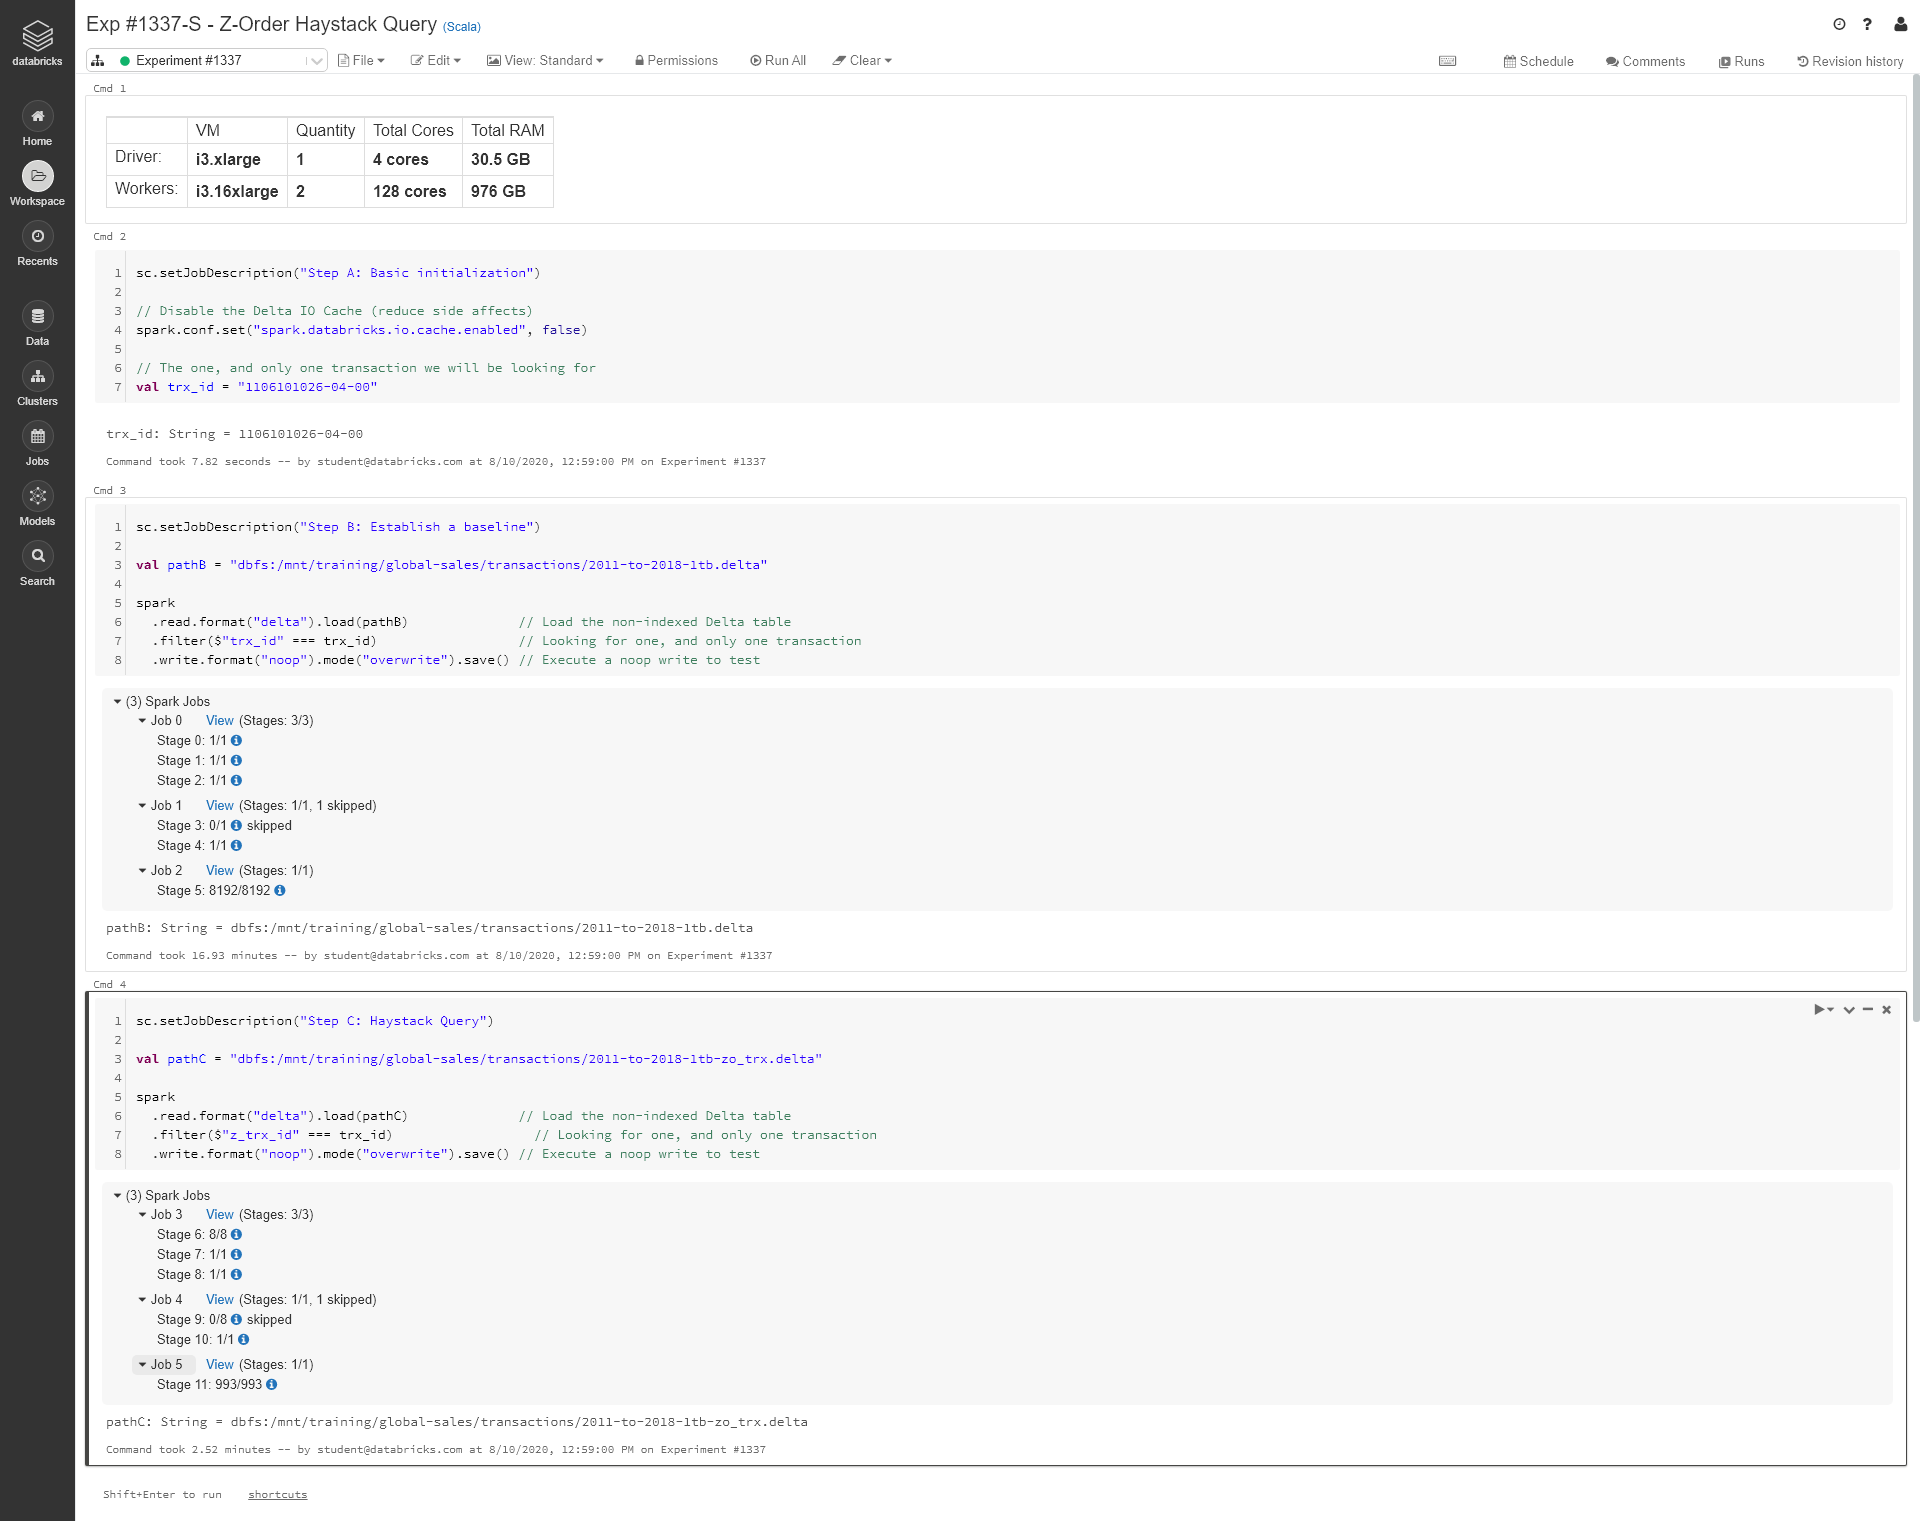 databricks
Home
Workspace
Recents
Data
Clusters
Jobs
Models
Search
Exp #1337-S - Z-Order Haystack Query (Scala)
Experiment #1337 File Edit View: Standard Permissions Run All Clear Schedule Comments Runs Revision history
Cmd 1
VM Quantity Total Cores Total RAM
Driver: i3.xlarge 1 4 cores 30.5 GB
Workers: i3.16xlarge 2 128 cores 976 GB
Cmd 2
1 sc.setJobDescription("Step A: Basic initialization")
2
3 // Disable the Delta IO Cache (reduce side affects)
4 spark.conf.set("spark.databricks.io.cache.enabled", false)
5
6 // The one, and only one transaction we will be looking for
7 val trx_id = "1106101026-04-00"
trx_id: String = 1106101026-04-00
Command took 7.82 seconds -- by student@databricks.com at 8/10/2020, 12:59:00 PM on Experiment #1337
Cmd 3
1 sc.setJobDescription("Step B: Establish a baseline")
2
3 val pathB = "dbfs:/mnt/training/global-sales/transactions/2011-to-2018-1tb.delta"
4
5 spark
6 .read.format("delta").load(pathB) // Load the non-indexed Delta table
7 .filter($"trx_id" === trx_id) // Looking for one, and only one transaction
8 .write.format("noop").mode("overwrite").save() // Execute a noop write to test
(3) Spark Jobs
Job 0 View (Stages: 3/3)
Stage 0: 1/1
Stage 1: 1/1
Stage 2: 1/1
Job 1 View (Stages: 1/1, 1 skipped)
Stage 3: 0/1 skipped
Stage 4: 1/1
Job 2 View (Stages: 1/1)
Stage 5: 8192/8192
pathB: String = dbfs:/mnt/training/global-sales/transactions/2011-to-2018-1tb.delta
Command took 16.93 minutes -- by student@databricks.com at 8/10/2020, 12:59:00 PM on Experiment #1337
Cmd 4
1 sc.setJobDescription("Step C: Haystack Query")
2
3 val pathC = "dbfs:/mnt/training/global-sales/transactions/2011-to-2018-1tb-zo_trx.delta"
4
5 spark
6 .read.format("delta").load(pathC) // Load the non-indexed Delta table
7 .filter($"z_trx_id" === trx_id) // Looking for one, and only one transaction
8 .write.format("noop").mode("overwrite").save() // Execute a noop write to test
(3) Spark Jobs
Job 3 View (Stages: 3/3)
Stage 6: 8/8
Stage 7: 1/1
Stage 8: 1/1
Job 4 View (Stages: 1/1, 1 skipped)
Stage 9: 0/8 skipped
Stage 10: 1/1
Job 5 View (Stages: 1/1)
Stage 11: 993/993
pathC: String = dbfs:/mnt/training/global-sales/transactions/2011-to-2018-1tb-zo_trx.delta
Command took 2.52 minutes -- by student@databricks.com at 8/10/2020, 12:59:00 PM on Experiment #1337
Shift+Enter to run shortcuts